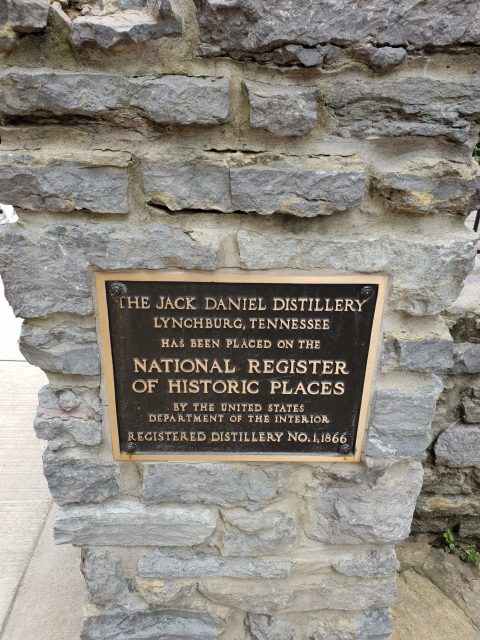 THE JACK DANIEL DISTILLERY
LYNCHBURG, TENNESSEE
HAS BEEN PLACED ON THE
NATIONAL REGISTER
OF HISTORIC PLACES
BY THE UNITED STATES
DEPARTMENT OF THE INTERIOR
REGISTERED DISTILLERY NO. 1, 1866